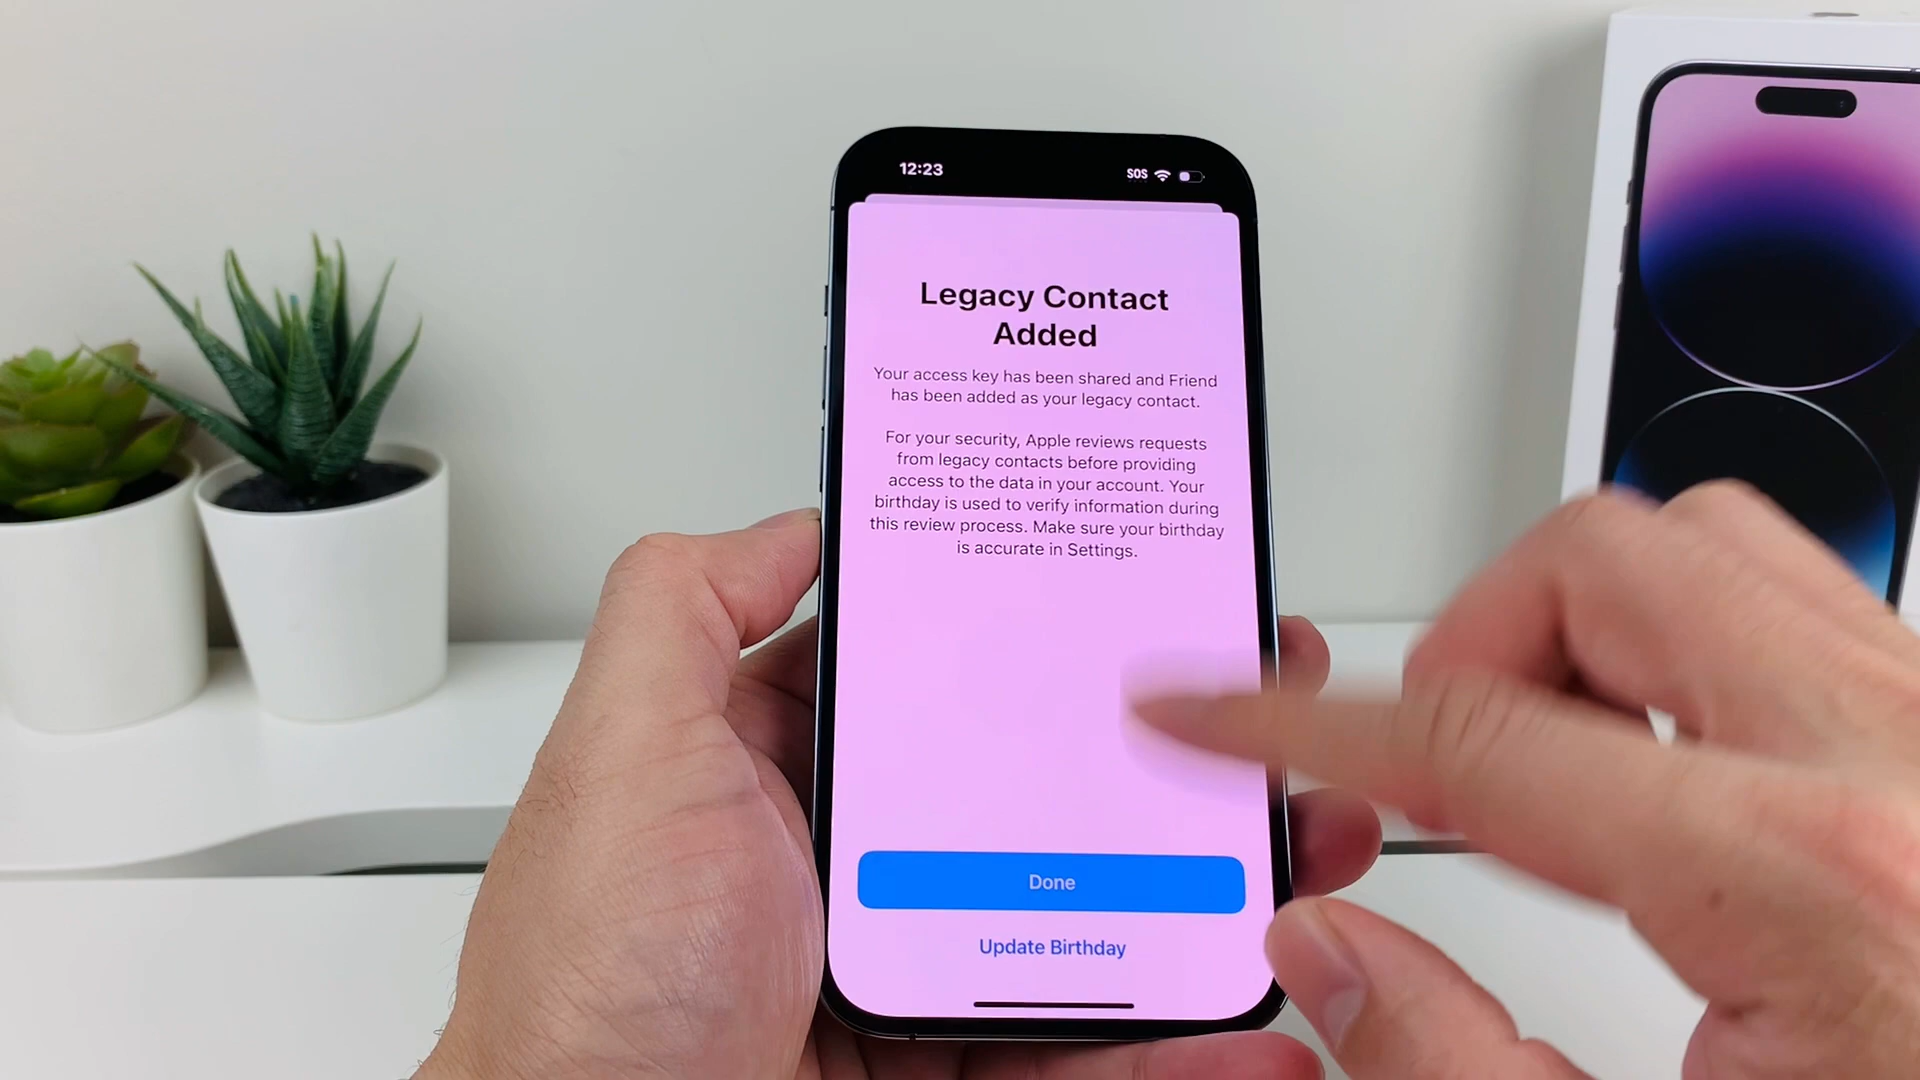 12:23
SOS
Legacy Contact
Added
Your access key has been shared and Friend
has been added as your legacy contact.
For your security, Apple reviews requests
from legacy contacts before providing
access to the data in your account. Your
birthday is used to verify information during
this review process. Make sure your birthday
is accurate in Settings.
Done
Update Birthday